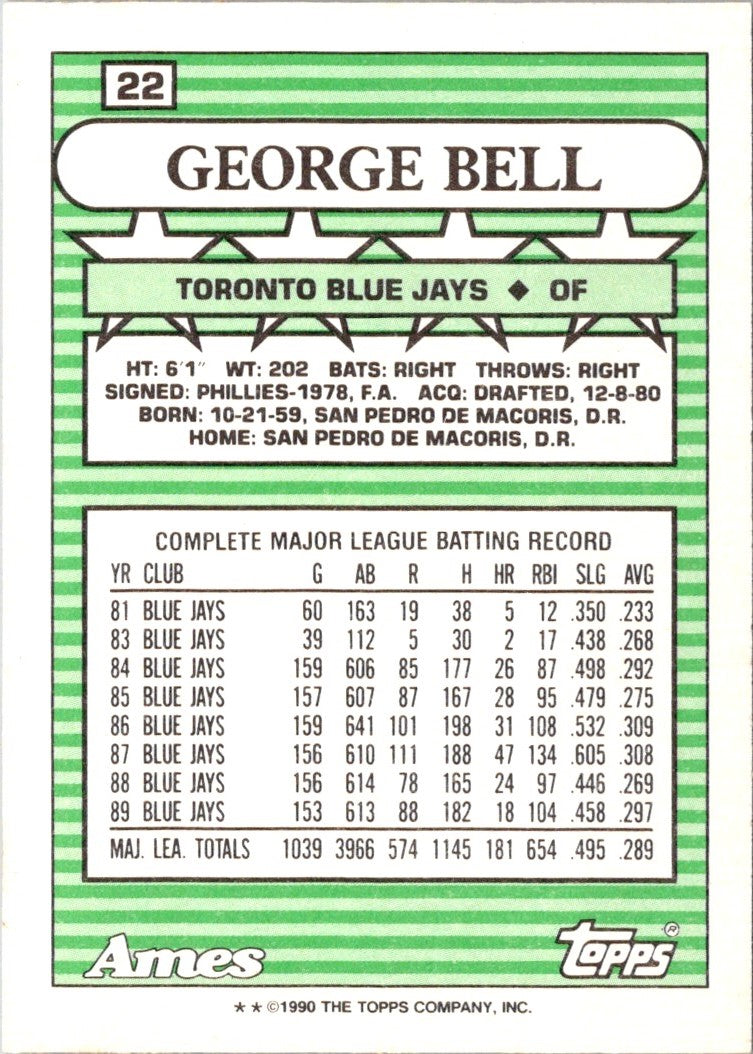 22
GEORGE BELL
TORONTO BLUE JAYS ◆ OF
HT: 6'1" WT: 202 BATS: RIGHT THROWS: RIGHT
SIGNED: PHILLIES-1978, F.A. ACQ: DRAFTED, 12-8-80
BORN: 10-21-59, SAN PEDRO DE MACORIS, D.R.
HOME: SAN PEDRO DE MACORIS, D.R.
COMPLETE MAJOR LEAGUE BATTING RECORD
YR CLUB G AB R H HR RBI SLG AVG
81 BLUE JAYS 60 163 19 38 5 12 .350 .233
83 BLUE JAYS 39 112 5 30 2 17 .438 .268
84 BLUE JAYS 159 606 85 177 26 87 .498 .292
85 BLUE JAYS 157 607 87 167 28 95 .479 .275
86 BLUE JAYS 159 641 101 198 31 108 .532 .309
87 BLUE JAYS 156 610 111 188 47 134 .605 .308
88 BLUE JAYS 156 614 78 165 24 97 .446 .269
89 BLUE JAYS 153 613 88 182 18 104 .458 .297
MAJ. LEA. TOTALS 1039 3966 574 1145 181 654 .495 .289
Ames topps ®
★ ★ ©1990 THE TOPPS COMPANY, INC.